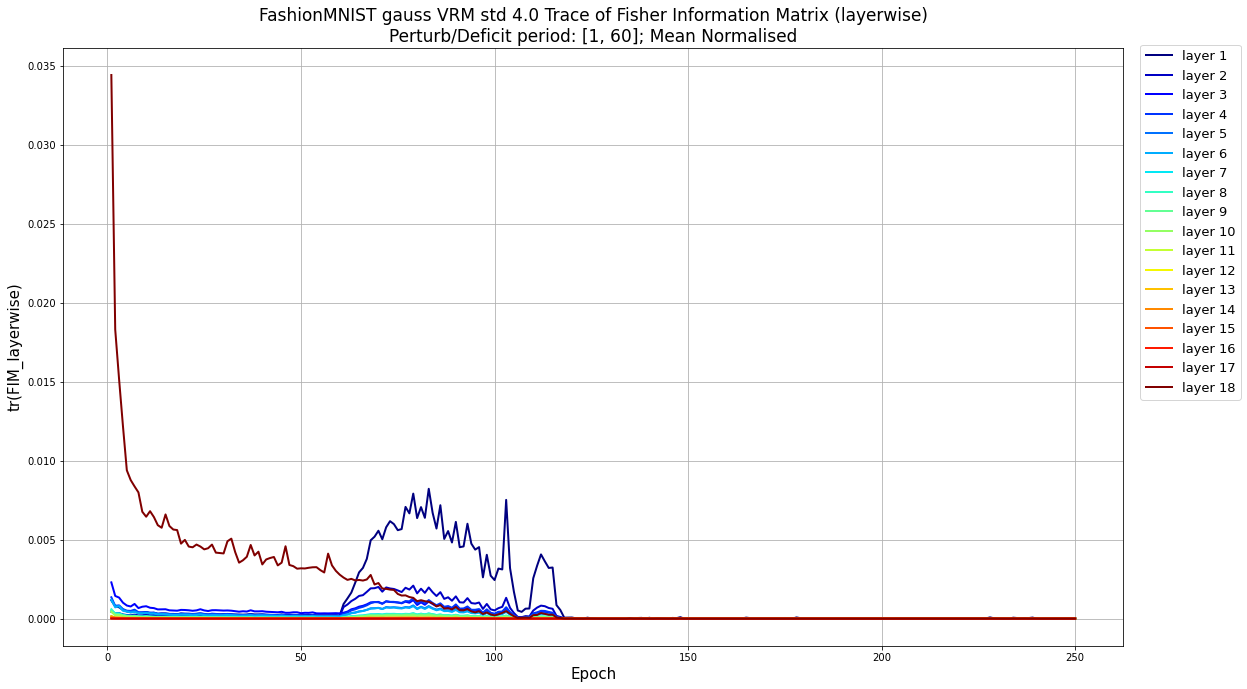 FashionMNIST gauss VRM std 4.0 Trace of Fisher Information Matrix (layerwise)
Perturb/Deficit period: [1, 60]; Mean Normalised
tr(FIM_layerwise)
0.035
0.030
0.025
0.020
0.015
0.010
0.005
0.000
0
50
100
150
200
250
Epoch
layer 1
layer 2
layer 3
layer 4
layer 5
layer 6
layer 7
layer 8
layer 9
layer 10
layer 11
layer 12
layer 13
layer 14
layer 15
layer 16
layer 17
layer 18